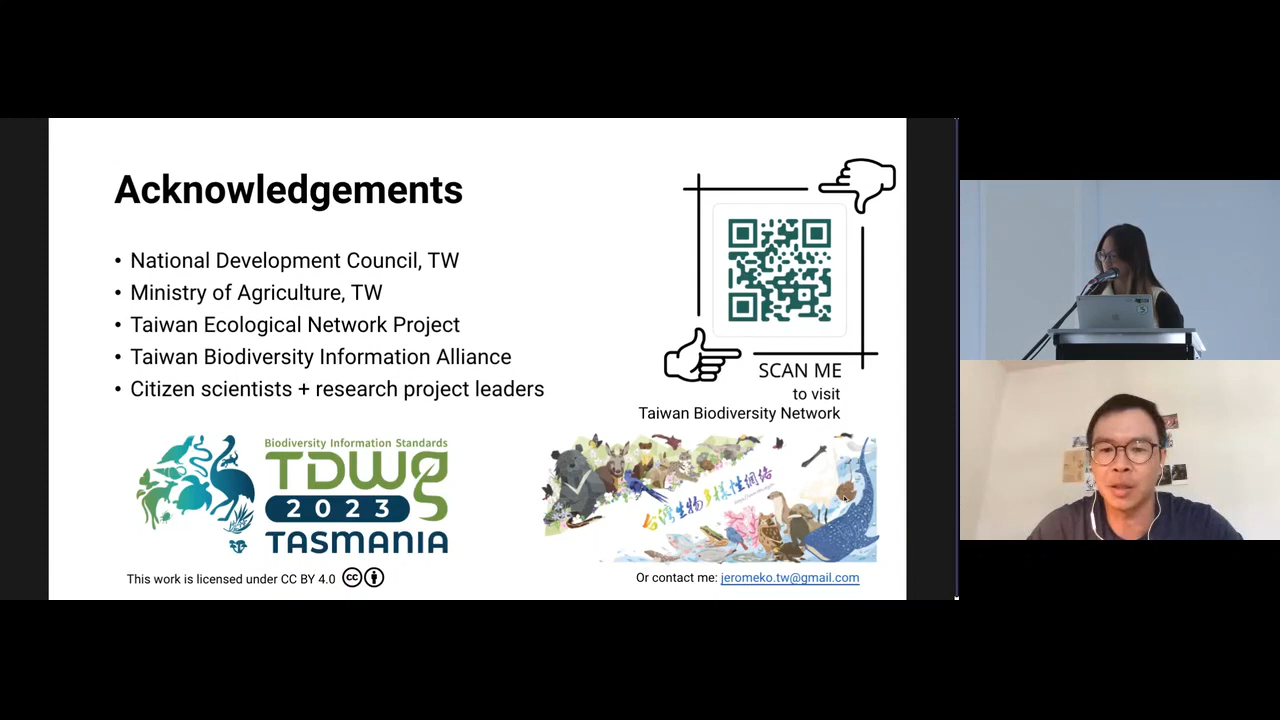 Acknowledgements
• National Development Council, TW
• Ministry of Agriculture, TW
• Taiwan Ecological Network Project
• Taiwan Biodiversity Information Alliance
• Citizen scientists + research project leaders
SCAN ME
to visit
Taiwan Biodiversity Network
Biodiversity Information Standards
TDWG
2023
TASMANIA
台灣生物多樣性網絡
This work is licensed under CC BY 4.0
Or contact me: jeromeko.tw@gmail.com